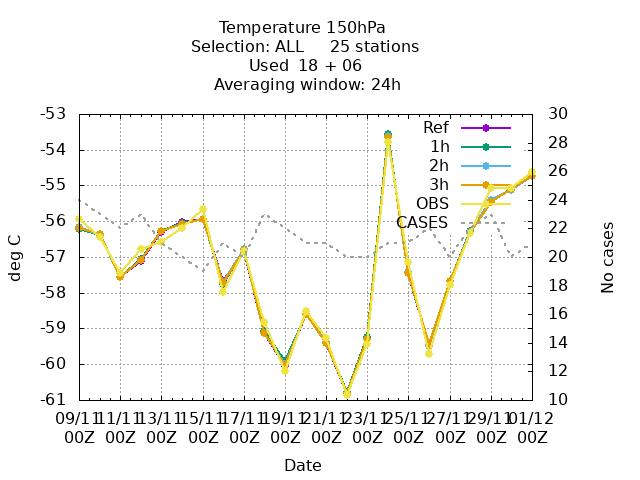 Temperature 150hPa
Selection: ALL     25 stations
Used  18 + 06
Averaging window: 24h
-53
-54
-55
-56
-57
-58
-59
-60
-61
deg C
30
28
26
24
22
20
18
16
14
12
10
No cases
Ref
1h
2h
3h
OBS
CASES
09/11 11/11 13/11 15/11 17/11 19/11 21/11 23/11 25/11 27/11 29/11 01/12
00Z 00Z 00Z 00Z 00Z 00Z 00Z 00Z 00Z 00Z 00Z 00Z
Date